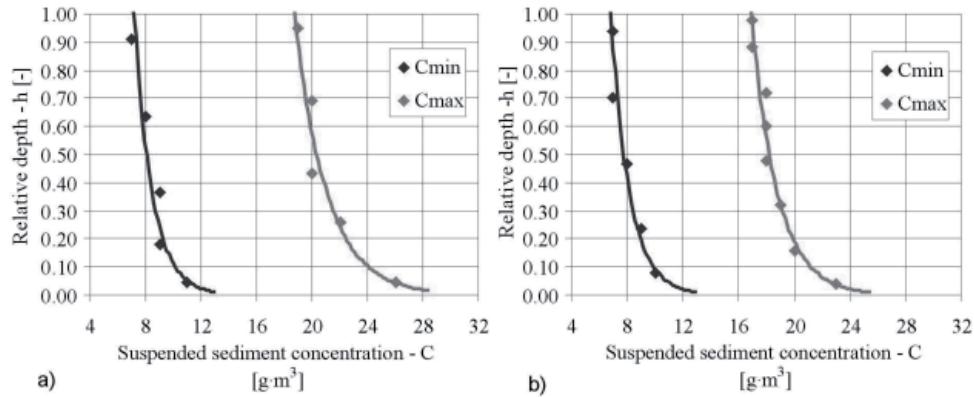 1.00
0.90
0.80
0.70
0.60
0.50
0.40
0.30
0.20
0.10
0.00
Relative depth - h [-]
Cmin
Cmax
4 8 12 16 20 24 28 32
Suspended sediment concentration - C
[g·m³]
a)
1.00
0.90
0.80
0.70
0.60
0.50
0.40
0.30
0.20
0.10
0.00
Relative depth -h [-]
Cmin
Cmax
4 8 12 16 20 24 28 32
Suspended sediment concentration - C
[g·m³]
b)